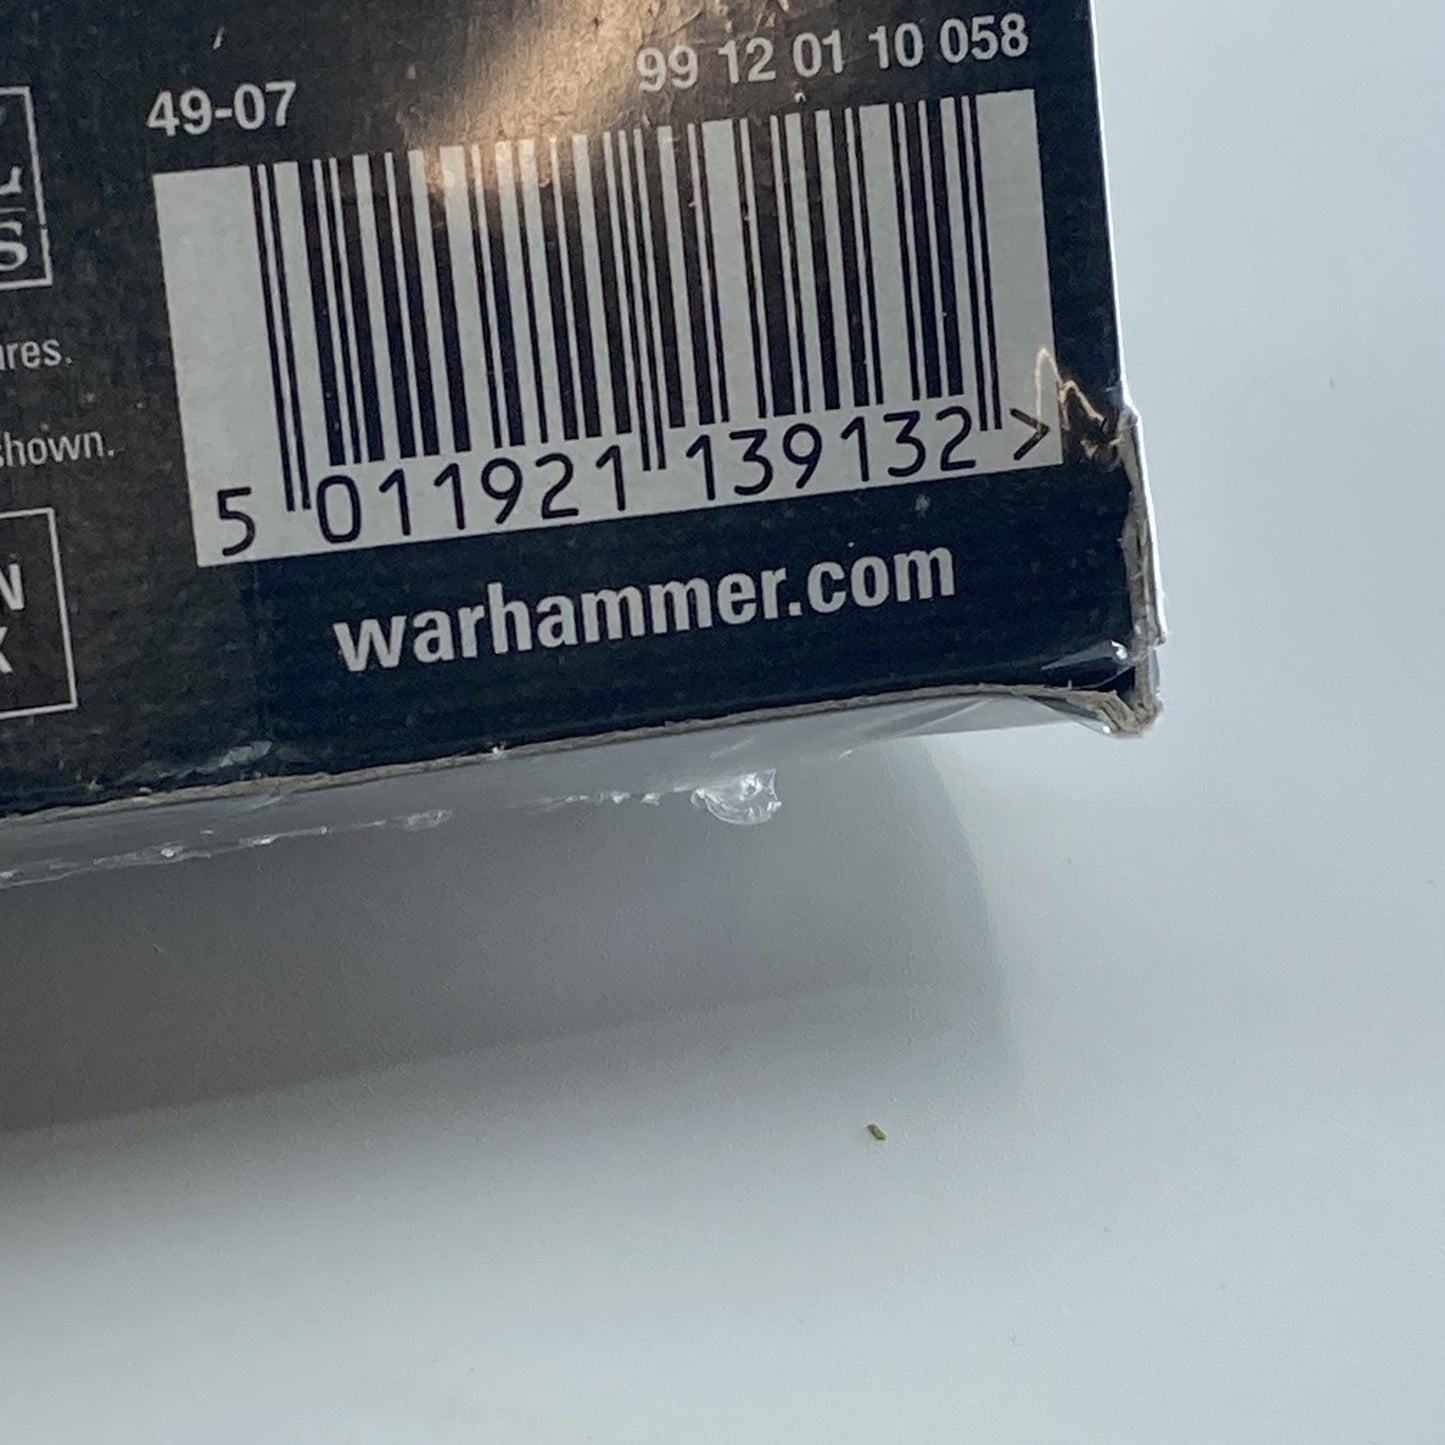 49-07
99 12 01 10 058
S
ures.
shown.
5 011921 139132 >
N
X
warhammer.com